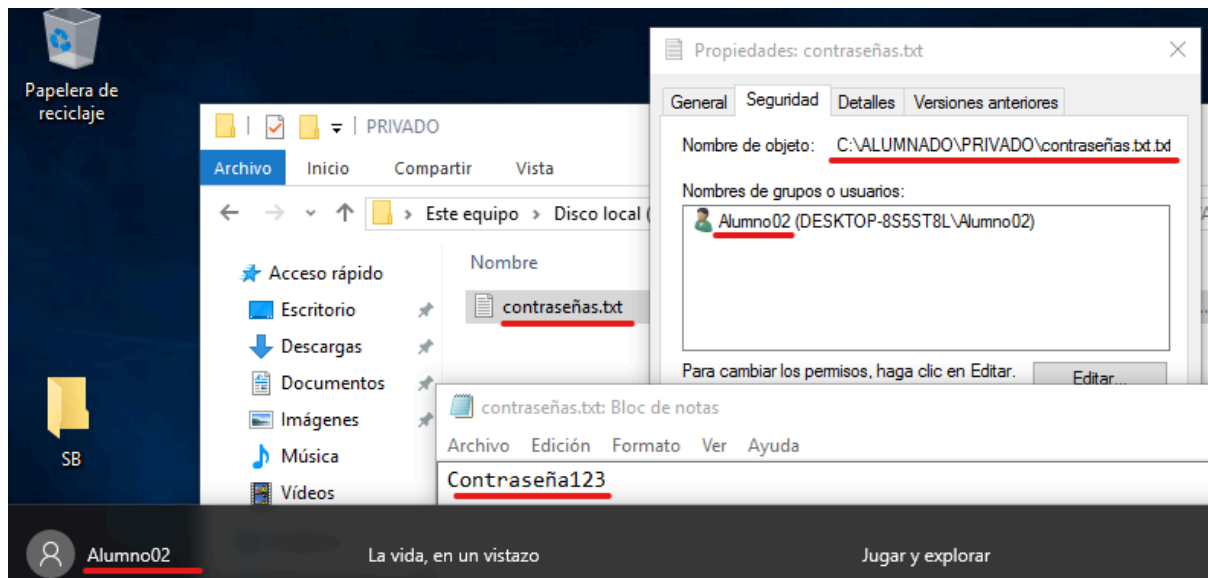 Papelera de
reciclaje
SB
PRIVADO
Archivo Inicio Compartir Vista
Este equipo > Disco local (
Acceso rápido
Escritorio
Descargas
Documentos
Imágenes
Música
Vídeos
Nombre
contraseñas.txt
Propiedades: contraseñas.txt
General Seguridad Detalles Versiones anteriores
Nombre de objeto: C:\ALUMNADO\PRIVADO\contraseñas.txt.txt
Nombres de grupos o usuarios:
Alumno02 (DESKTOP-8S5ST8L\Alumno02)
Para cambiar los permisos, haga clic en Editar. Editar...
contraseñas.txt: Bloc de notas
Archivo Edición Formato Ver Ayuda
Contraseña123
Alumno02 La vida, en un vistazo Jugar y explorar